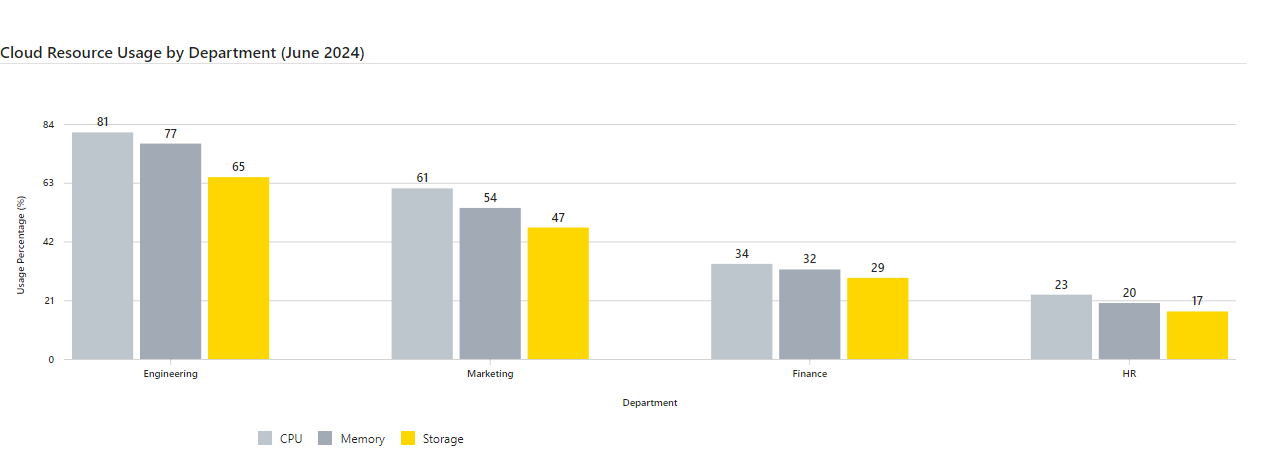 Cloud Resource Usage by Department (June 2024)
84
63
42
21
0
Usage Percentage (%)
81
77
65
61
54
47
34
32
29
23
20
17
Engineering
Marketing
Finance
HR
Department
CPU
Memory
Storage